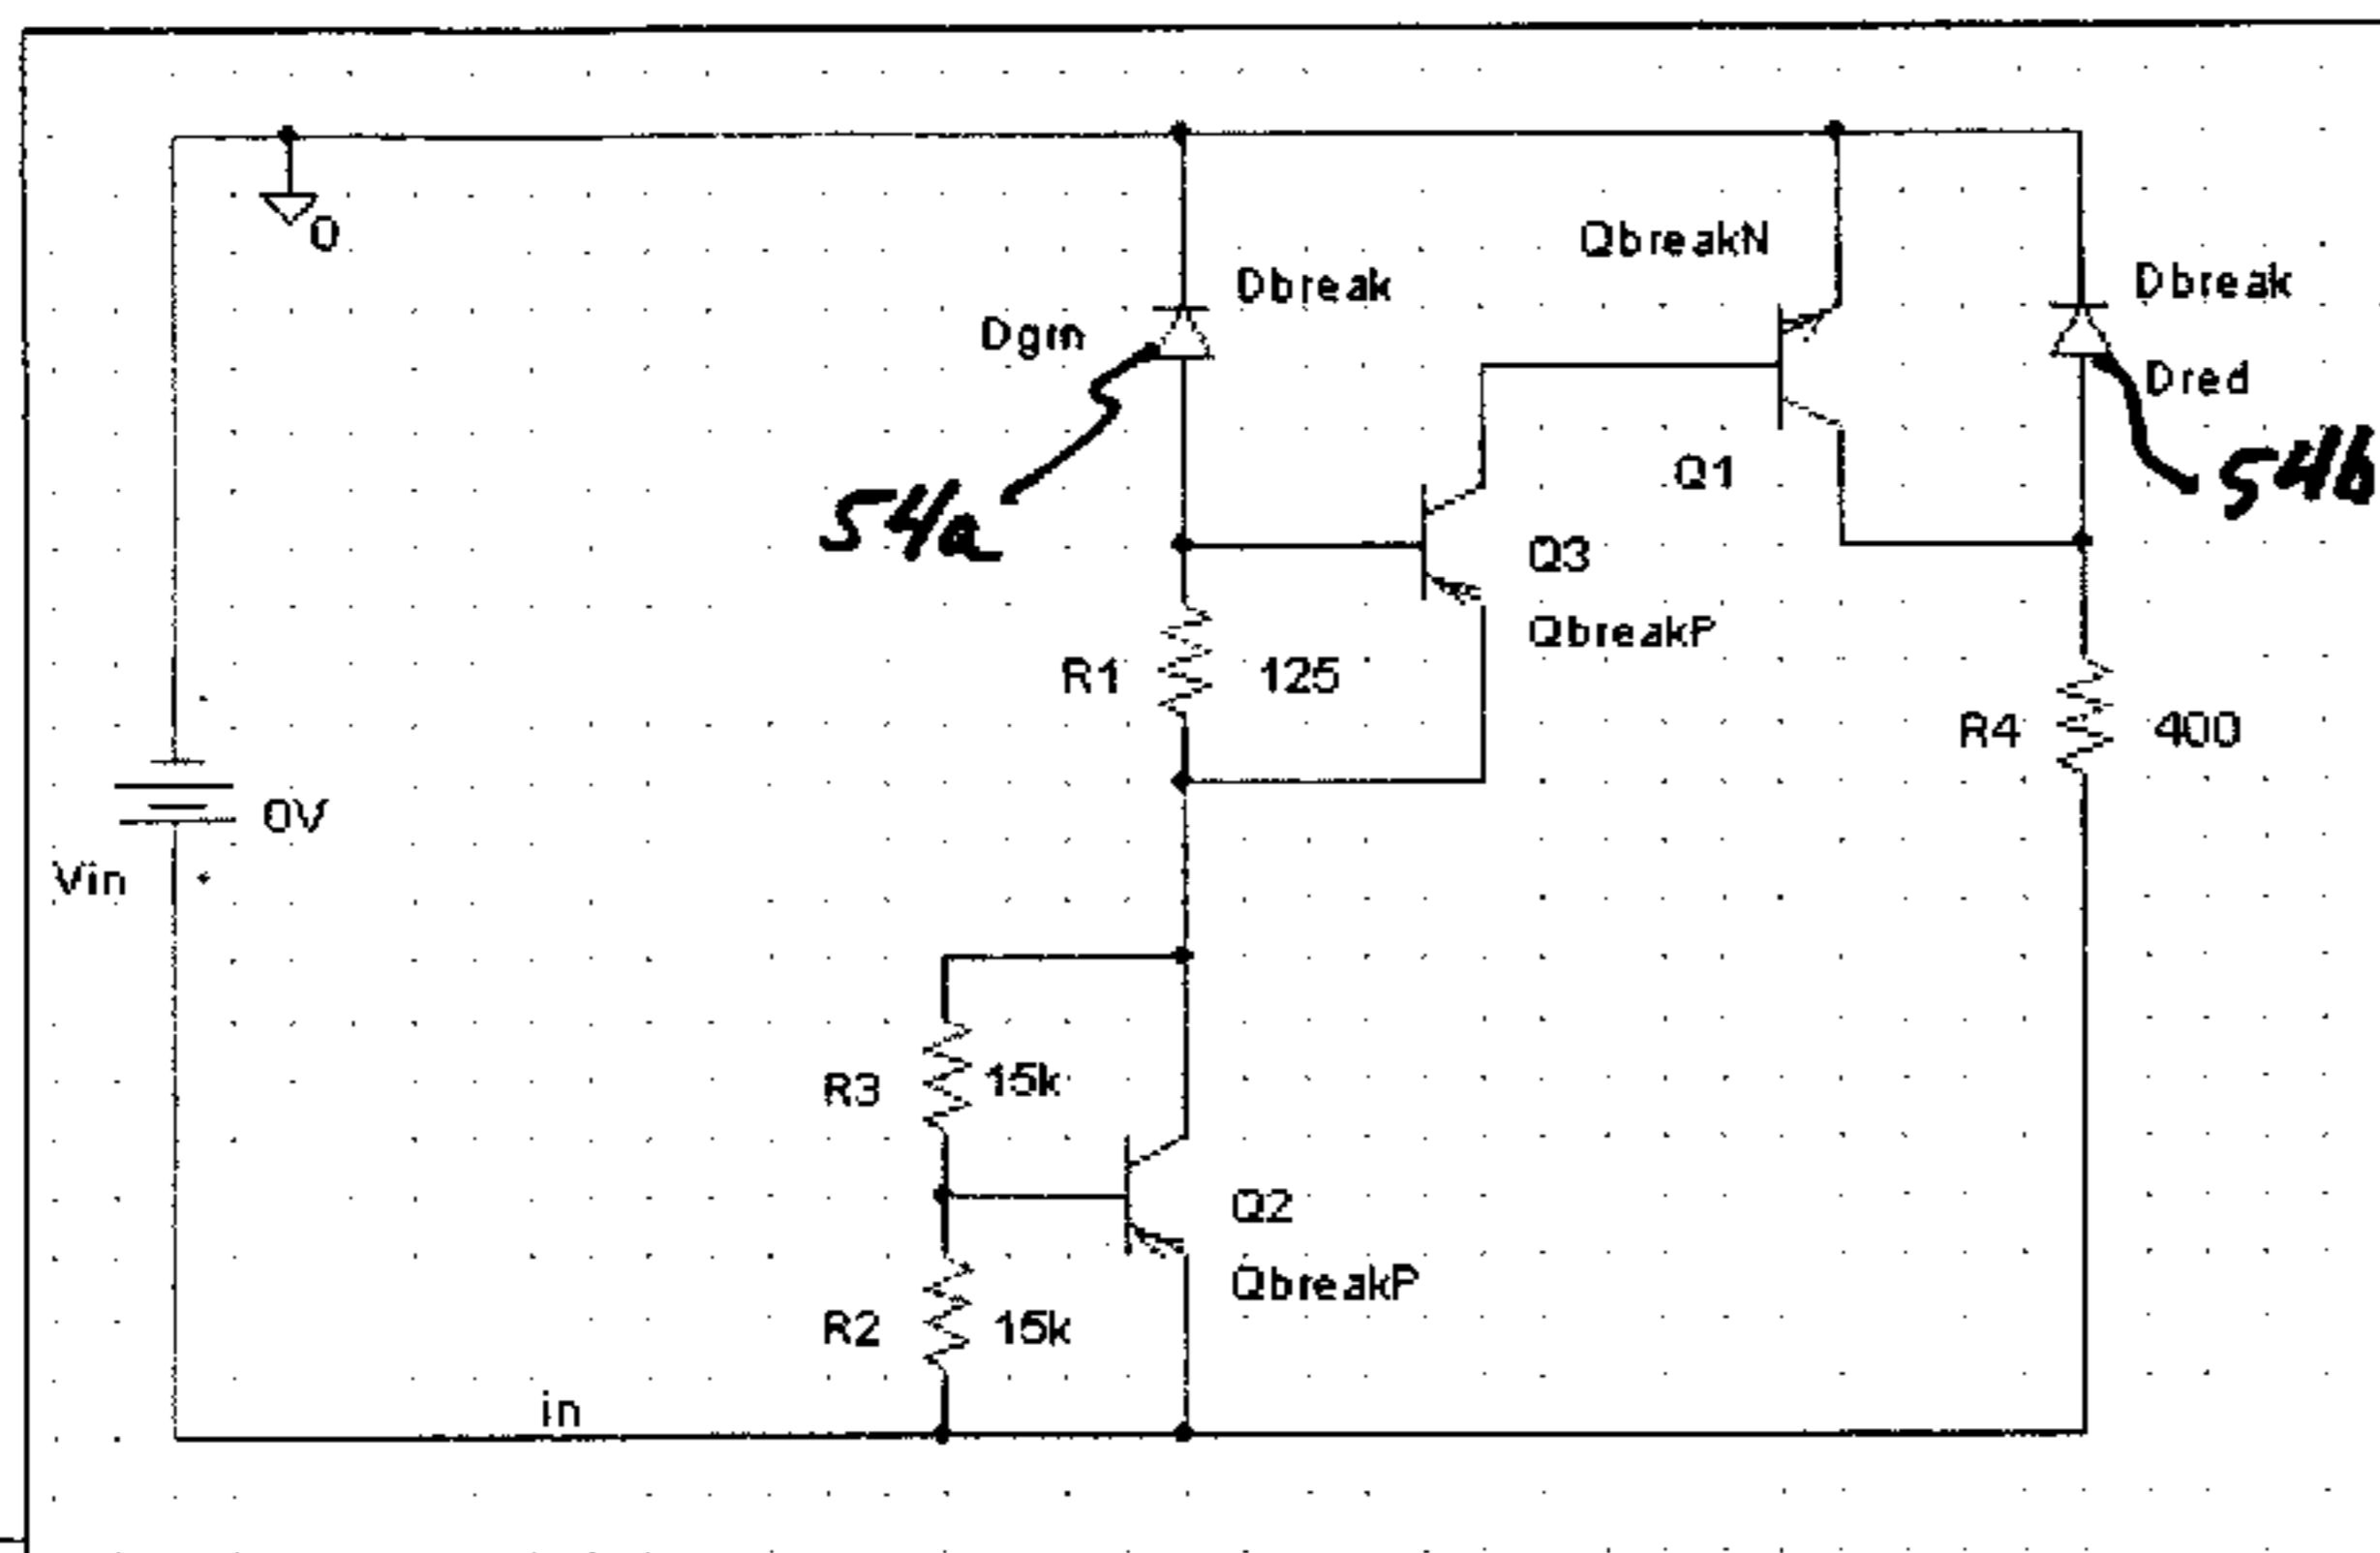 0
QbreakN
Dbreak
Dbreak
Dgrn
Dred
54a
Q1
54b
Q3
QbreakP
R1
125
R4
400
0V
Vin
R3
15k
Q2
QbreakP
R2
15k
in